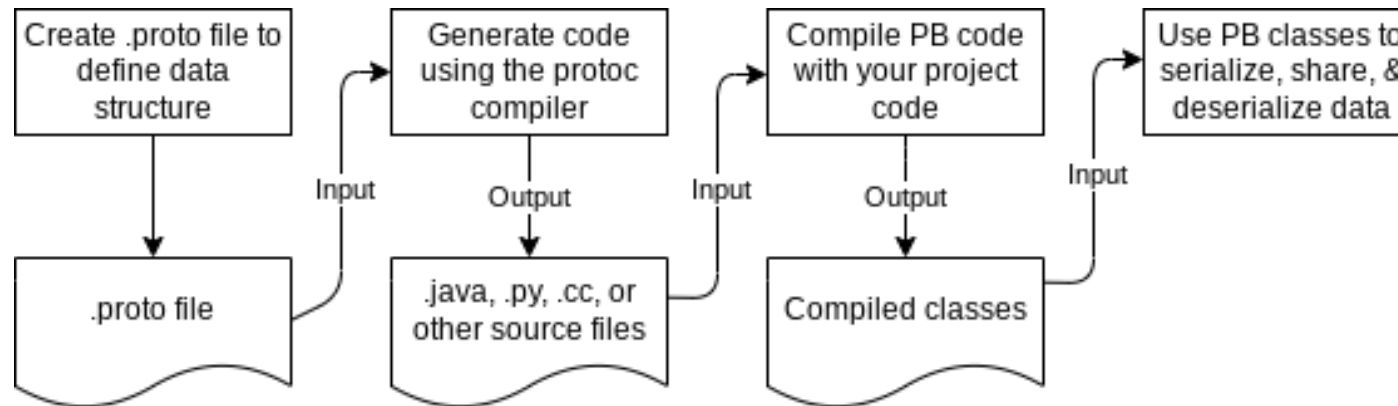 Create .proto file to
define data
structure
Generate code
using the protoc
compiler
Compile PB code
with your project
code
Use PB classes to
serialize, share, &
deserialize data
Input
Output
Input
Output
Input
.proto file
.java, .py, .cc, or
other source files
Compiled classes